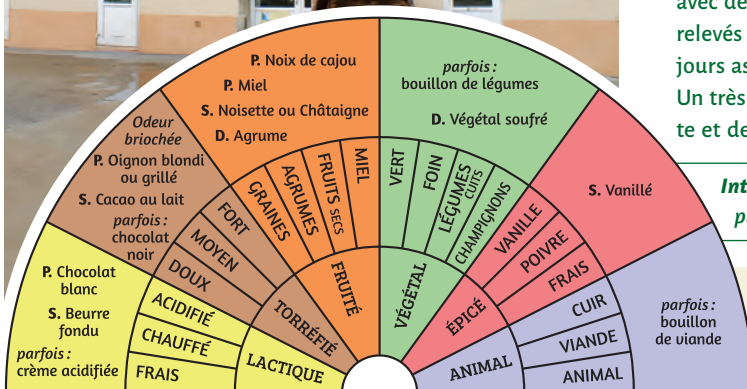 avec de
relevés
jours as
Un très
te et de
Int
p
P. Chocolat
blanc
S. Beurre
fondu
parfois :
crème acidifiée
Odeur
briochée
P. Oignon blondi
ou grillé
S. Cacao au lait
parfois :
chocolat
noir
P. Noix de cajou
P. Miel
S. Noisette ou Châtaigne
D. Agrume
parfois :
bouillon de légumes
D. Végétal soufré
S. Vanillé
parfois :
bouillon
de viande
FRAIS
CHAUFFÉ
ACIDIFIÉ
DOUX
MOYEN
FORT
GRAINES
AGRUMES
FRUITS SECS
MIEL
VERT
FOIN
LÉGUMES
CUITS
CHAMPIGNONS
VANILLE
POIVRE
FRAIS
CUIR
VIANDE
ANIMAL
LACTIQUE
TORRÉFIÉ
FRUITÉ
VÉGÉTAL
ÉPICÉ
ANIMAL